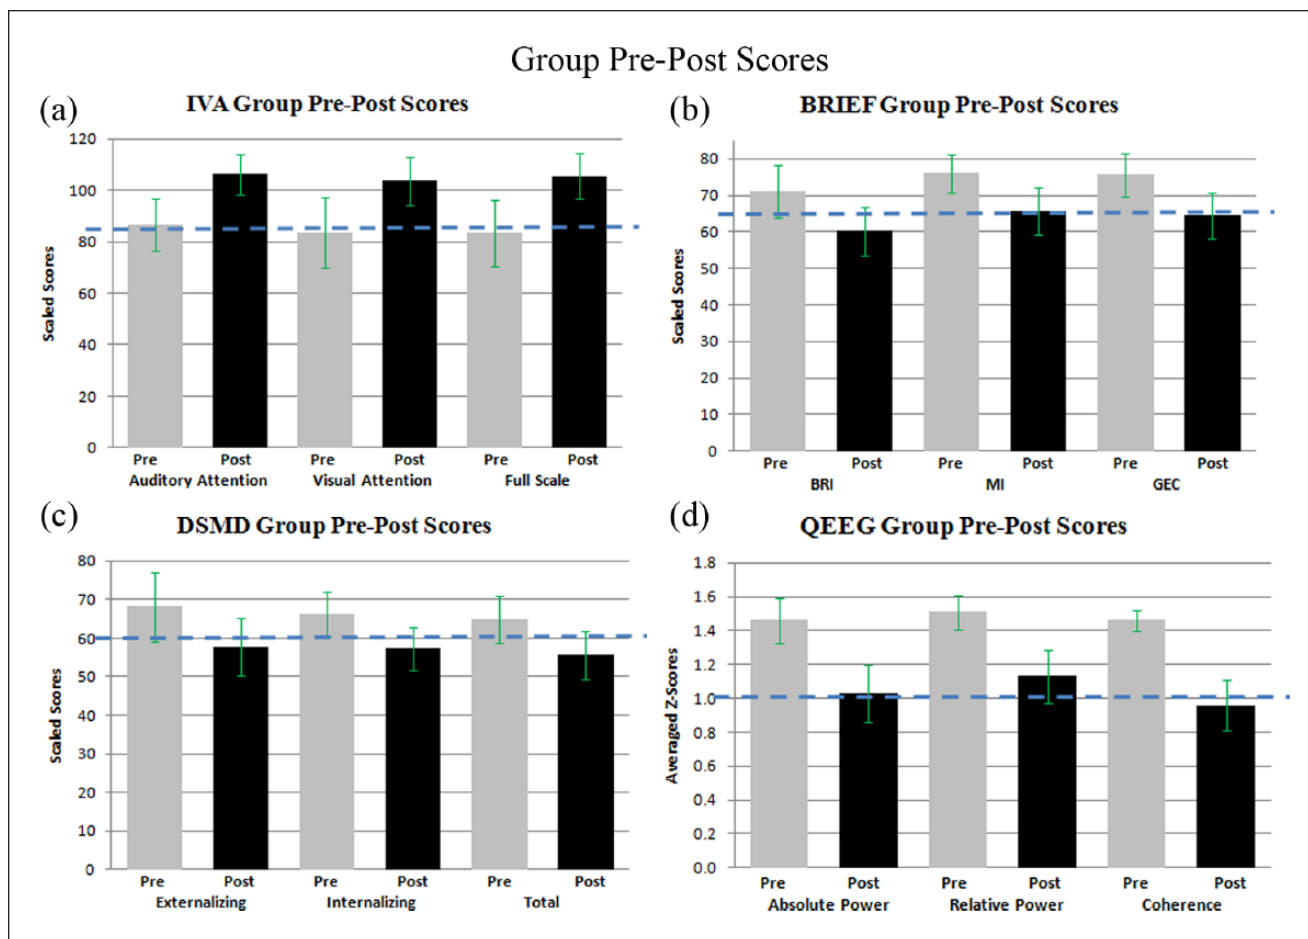 Group Pre-Post Scores
(a)
IVA Group Pre-Post Scores
120
100
80
60
40
20
0
Scaled Scores
Pre Post Pre Post Pre Post
Auditory Attention Visual Attention Full Scale
(b)
BRIEF Group Pre-Post Scores
80
70
60
50
40
30
20
10
0
Scaled Scores
Pre Post Pre Post Pre Post
BRI MI GEC
(c)
DSMD Group Pre-Post Scores
80
70
60
50
40
30
20
10
0
Scaled Scores
Pre Post Pre Post Pre Post
Externalizing Internalizing Total
(d)
QEEG Group Pre-Post Scores
1.8
1.6
1.4
1.2
1.0
0.8
0.6
0.4
0.2
0.0
Averaged Z-Scores
Pre Post Pre Post Pre Post
Absolute Power Relative Power Coherence